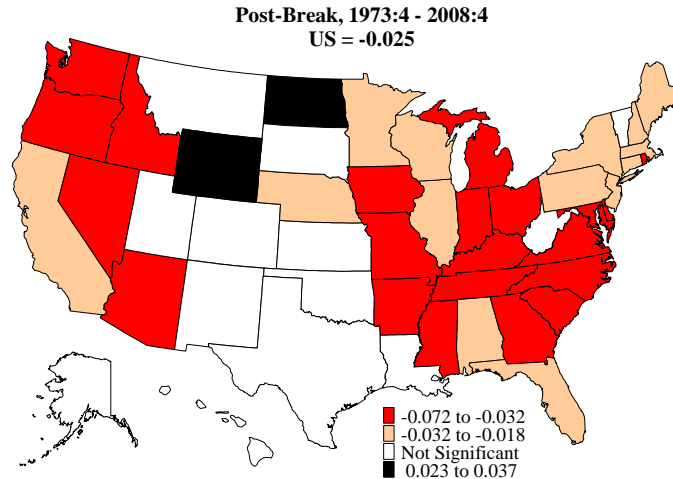 Post-Break, 1973:4 - 2008:4
US = -0.025
-0.072 to -0.032
-0.032 to -0.018
Not Significant
0.023 to 0.037